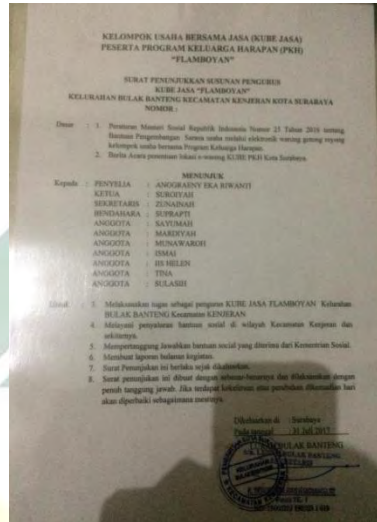 KELOMPOK USAHA BERSAMA JASA (KUBE JASA)
PESERTA PROGRAM KELUARGA HARAPAN (PKH)
"FLAMBOYAN"
SURAT PENUNJUKKAN SUSUNAN PENGURUS
KUBE JASA "FLAMBOYAN"
KELURAHAN BULAK BANTENG KECAMATAN KENJERAN KOTA SURABAYA
NOMOR :
Dasar : 1. Peraturan Menteri Sosial Republik Indonesia Nomor 25 Tahun 2016 tentang
Bantuan Pengembangan Sarana usaha melalui elektronik warung gotong royong
kelompok usaha bersama Program Keluarga Harapan.
2. Berita Acara penentuan lokasi e-warong KUBE PKH Kota Surabaya.
MENUNJUK
Kepada : PENYELIA : ANGGRAENY EKA RIWANTI
KETUA : SUROIYAH
SEKRETARIS : ZUNAINAH
BENDAHARA : SUPRAPTI
ANGGOTA : SAYUMAH
ANGGOTA : MARDIYAH
ANGGOTA : MUNAWAROH
ANGGOTA : ISMAI
ANGGOTA : IIS HELEN
ANGGOTA : TINA
ANGGOTA : SULASIH
3. Melaksanakan tugas sebagai pengurus KUBE JASA FLAMBOYAN Kelurahan
BULAK BANTENG Kecamatan KENJERAN
4. Melayani penyaluran bantuan sosial di wilayah Kecamatan Kenjeran dan
sekitarnya.
5. Mempertanggung Jawabkan bantuan sosial yang diterima dari Kementrian Sosial.
6. Membuat laporan bulanan kegiatan.
7. Surat Penunjukan ini berlaku sejak dikeluarkan.
8. Surat penunjukan ini dibuat dengan sebenar-benarnya dan dilaksanakan dengan
penuh tanggung jawab. Jika terdapat kekeliruan atau perubahan dikemudian hari
akan diperbaiki sebagaimana mestinya.
Dikeluarkan di : Surabaya
Pada tanggal : 31 Juli 2017
BULAK BANTENG